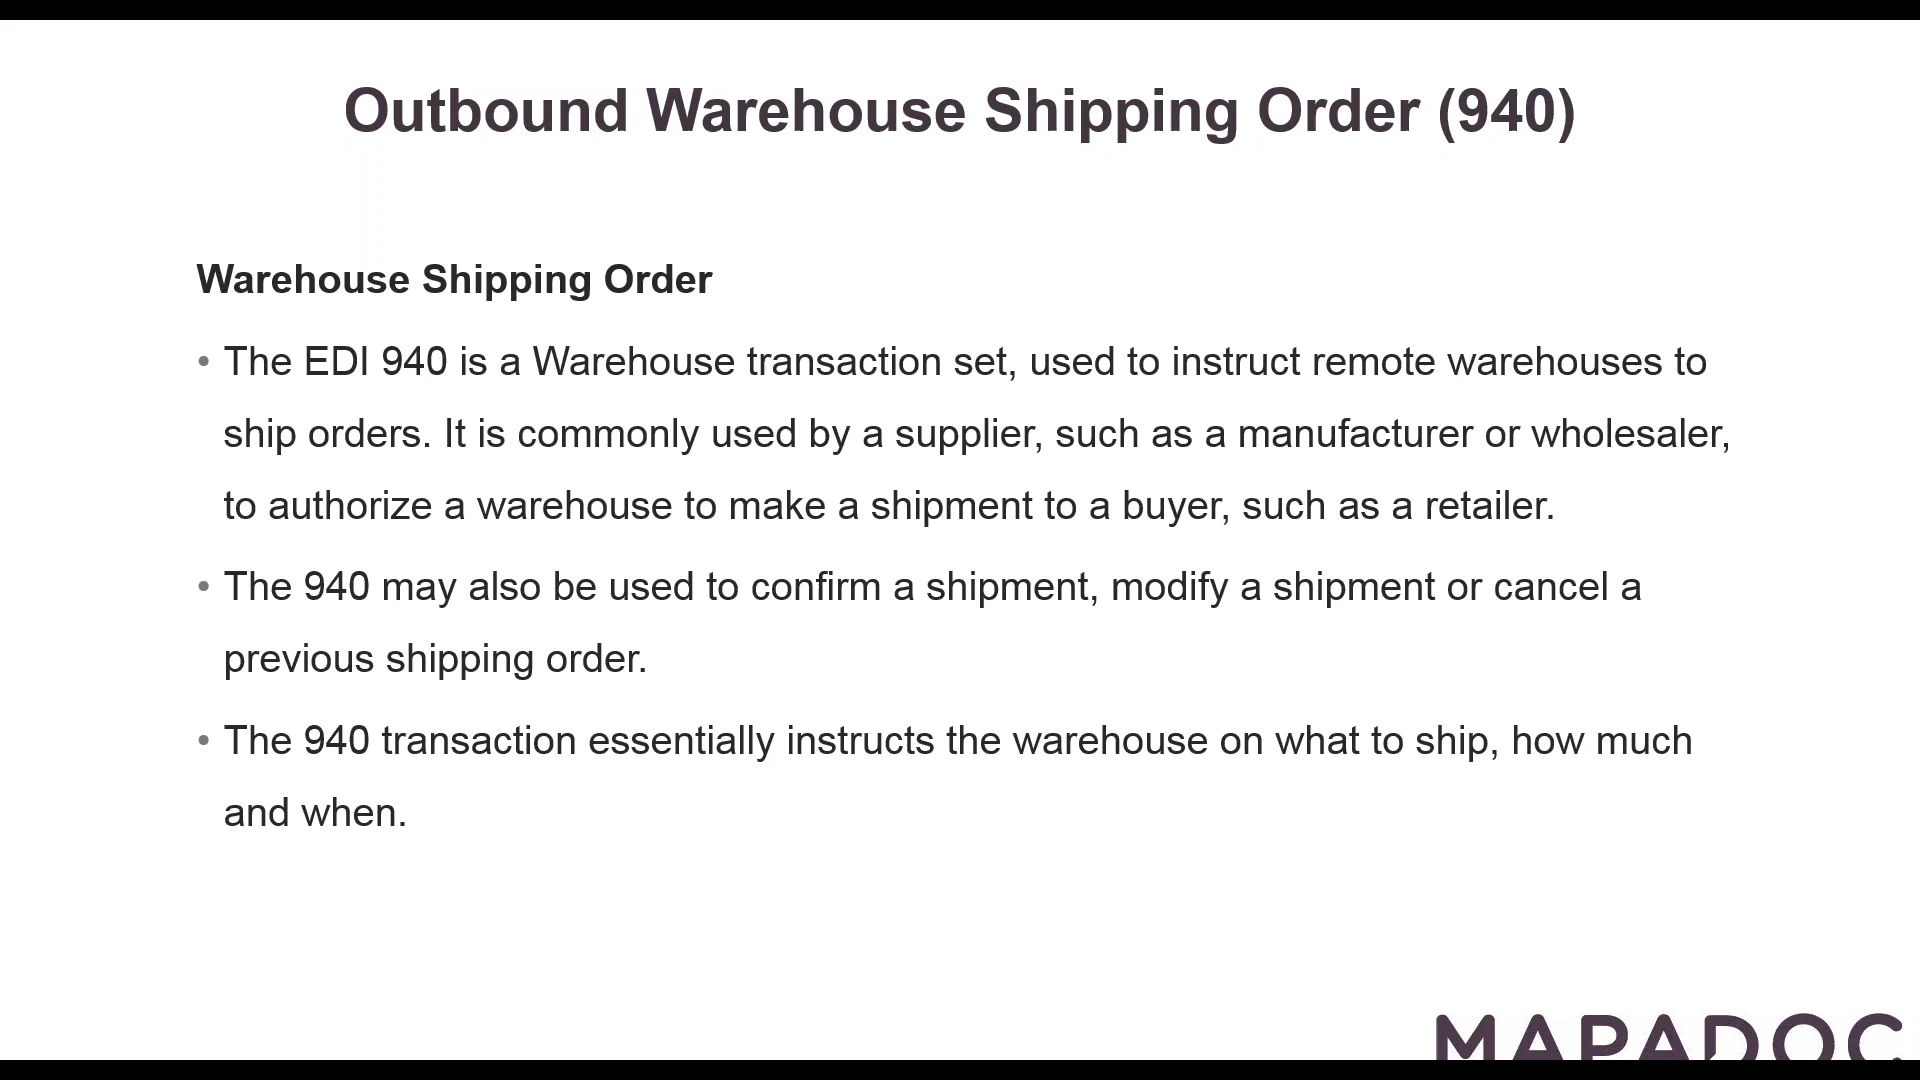 Outbound Warehouse Shipping Order (940)
Warehouse Shipping Order
• The EDI 940 is a Warehouse transaction set, used to instruct remote warehouses to
ship orders. It is commonly used by a supplier, such as a manufacturer or wholesaler,
to authorize a warehouse to make a shipment to a buyer, such as a retailer.
• The 940 may also be used to confirm a shipment, modify a shipment or cancel a
previous shipping order.
• The 940 transaction essentially instructs the warehouse on what to ship, how much
and when.
MAPADOC